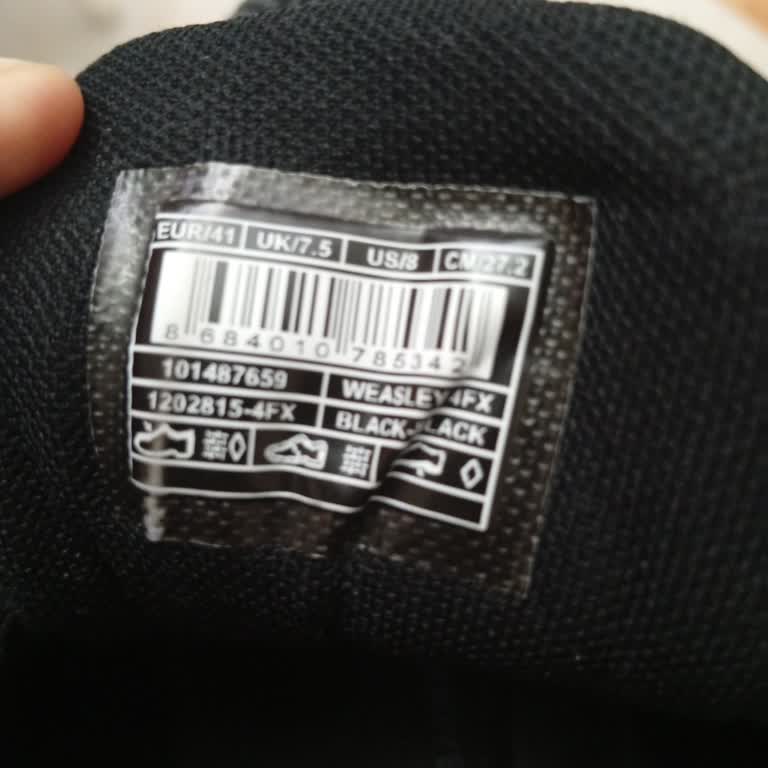 EUR/41 UK/7.5 US/8 CM/27.2
8 684010 785342
101487659 WEASLEY 4FX
1202815-4FX BLACK-BLACK